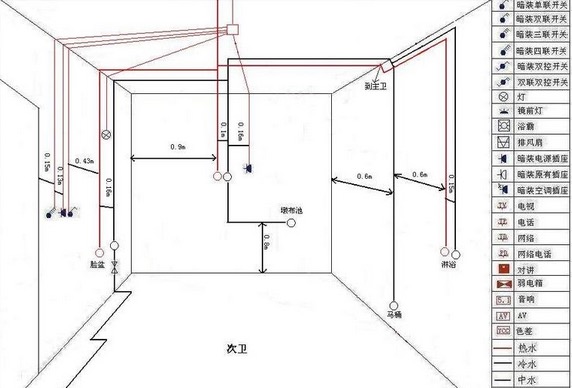 暗装单联开关
暗装双联开关
暗装三联开关
暗装四联开关
暗装双控开关
双联双控开关
灯
镜前灯
浴霸
排风扇
暗装电源插座
暗装原有插座
暗装空调插座
电视
电话
网络
网络电话
对讲
弱电箱
5.1 音响
AV AV
色差
热水
冷水
中水
到主卫
0.1m
0.16m
0.9m
0.15m
0.13m
0.43m
0.16m
0.6m
0.6m
0.15m
墩布池
0.8m
脸盆
马桶
淋浴
次卫